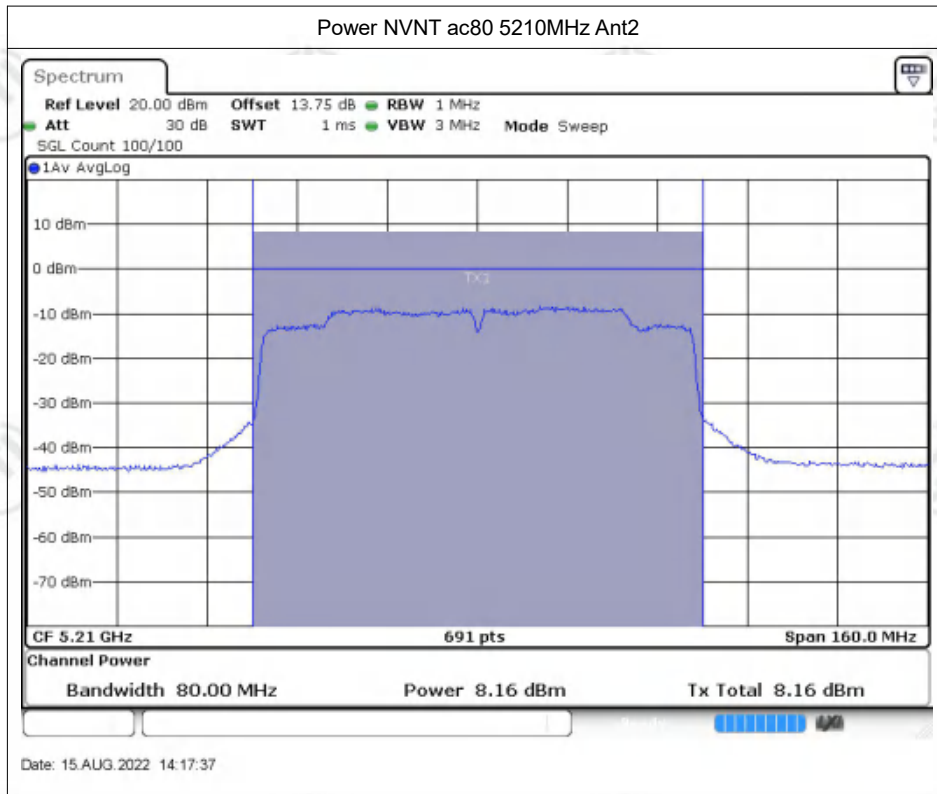 Power NVNT ac80 5210MHz Ant2
Spectrum
Ref Level 20.00 dBm Offset 13.75 dB RBW 1 MHz
Att 30 dB SWT 1 ms VBW 3 MHz Mode Sweep
SGL Count 100/100
1Av AvgLog
10 dBm
0 dBm
TX1
-10 dBm
-20 dBm
-30 dBm
-40 dBm
-50 dBm
-60 dBm
-70 dBm
CF 5.21 GHz 691 pts Span 160.0 MHz
Channel Power
Bandwidth 80.00 MHz Power 8.16 dBm Tx Total 8.16 dBm
Date: 15.AUG.2022 14:17:37